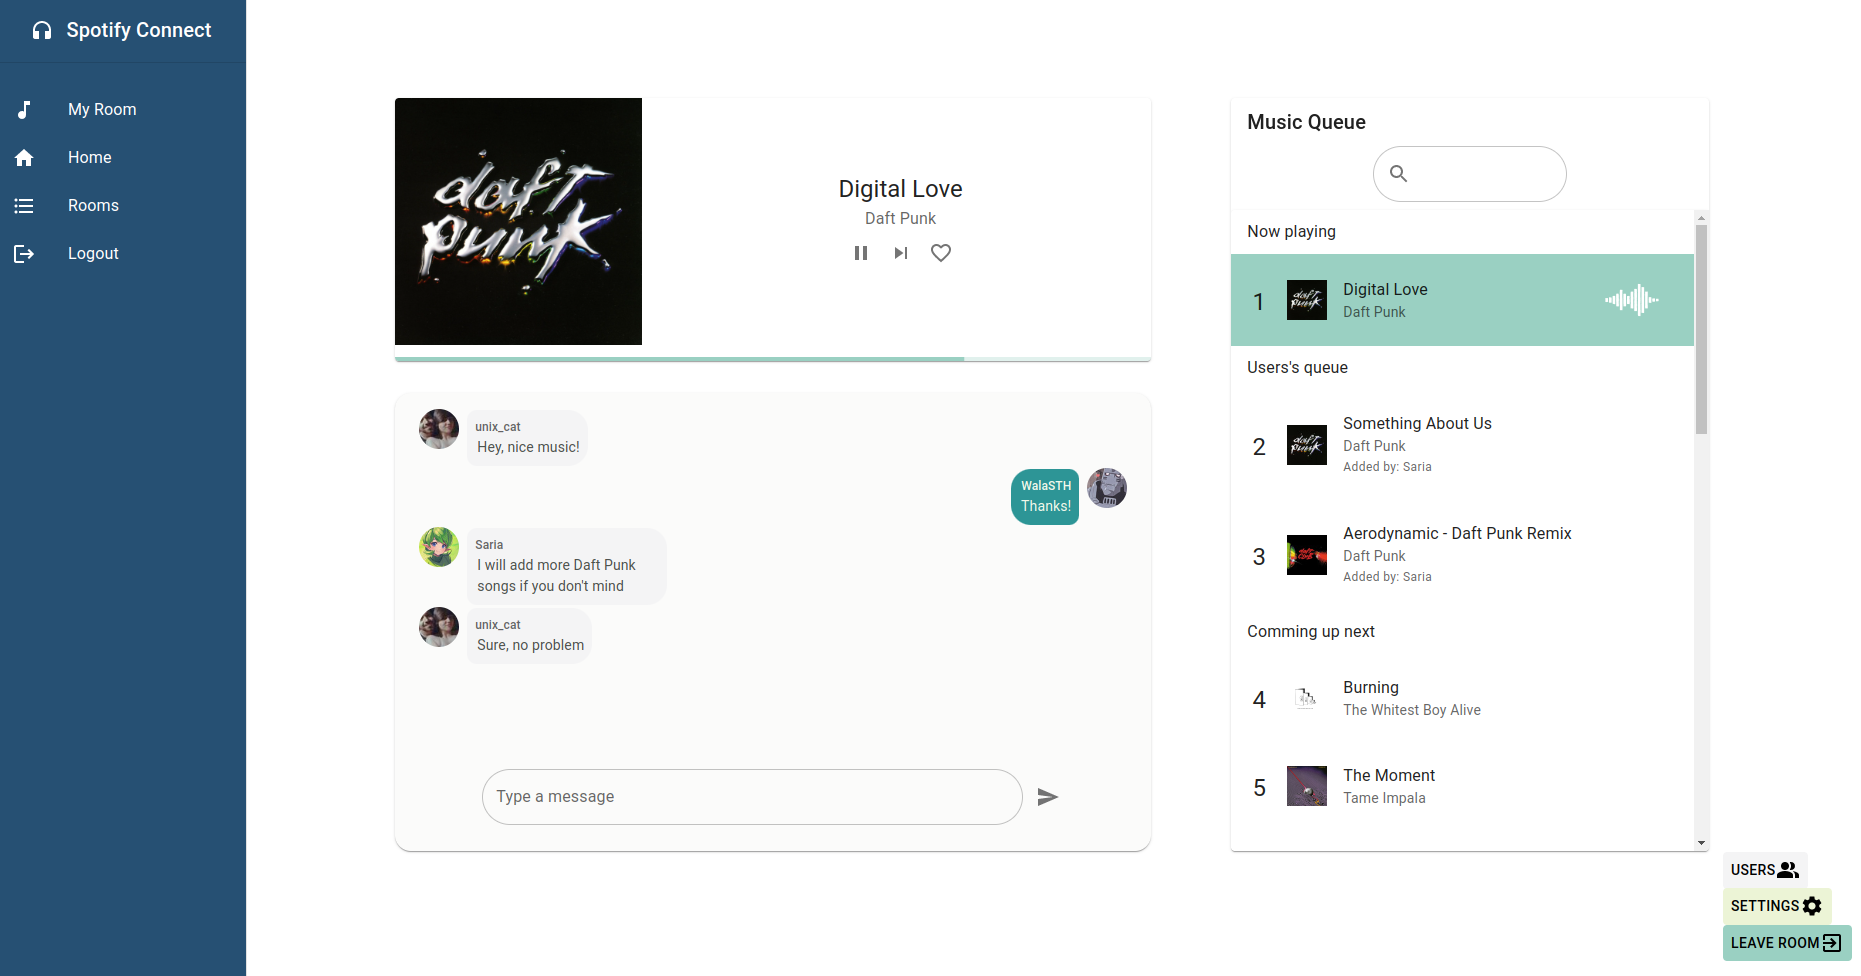 Spotify Connect
My Room
Home
Rooms
Logout
daft
punk
Digital Love
Daft Punk
unix_cat
Hey, nice music!
WalaSTH
Thanks!
Saria
I will add more Daft Punk
songs if you don't mind
unix_cat
Sure, no problem
Type a message
Music Queue
Now playing
1
daft
punk
Digital Love
Daft Punk
Users's queue
2
daft
punk
Something About Us
Daft Punk
Added by: Saria
3
Aerodynamic - Daft Punk Remix
Daft Punk
Added by: Saria
Comming up next
4
Burning
The Whitest Boy Alive
5
The Moment
Tame Impala
USERS
SETTINGS
LEAVE ROOM